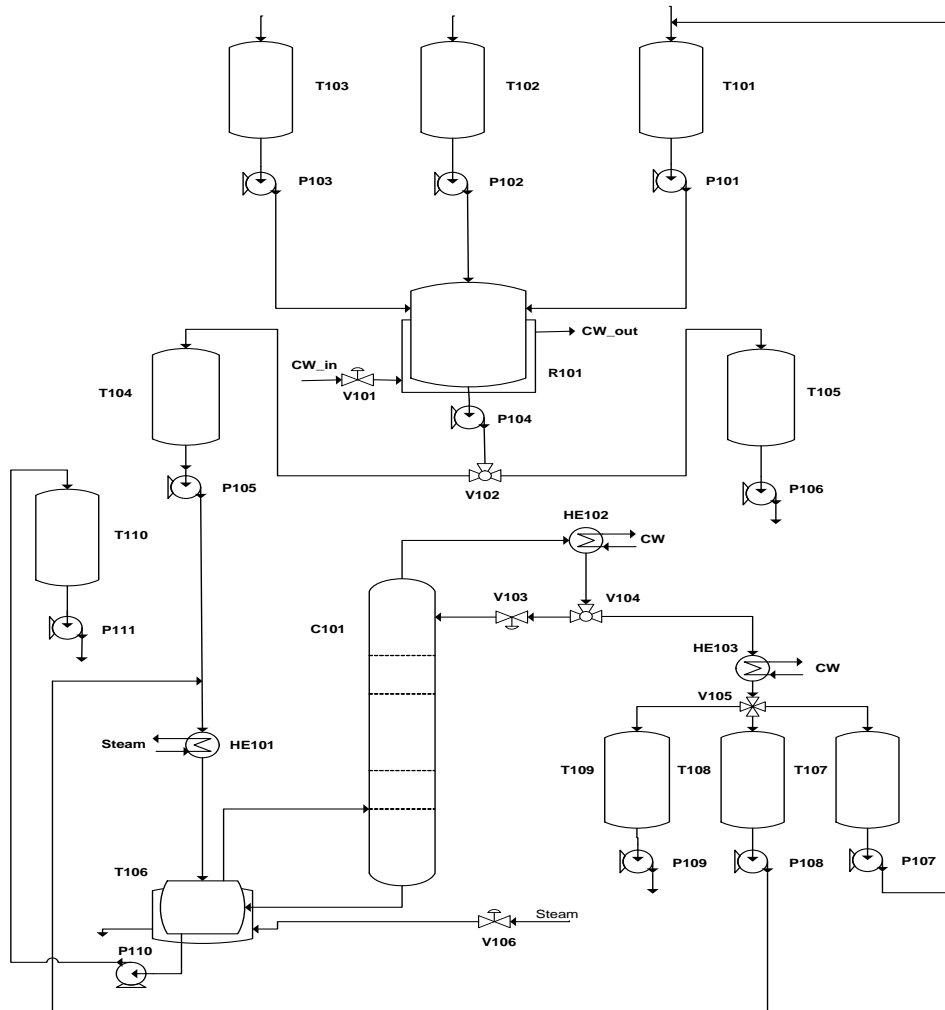 T103
T102
T101
P103
P102
P101
CW_out
CW_in
R101
V101
T104
T105
P104
P105
V102
P106
HE102
T110
CW
V103
V104
P111
C101
HE103
CW
V105
Steam
HE101
T109
T108
T107
T106
P109
P108
P107
Steam
V106
P110